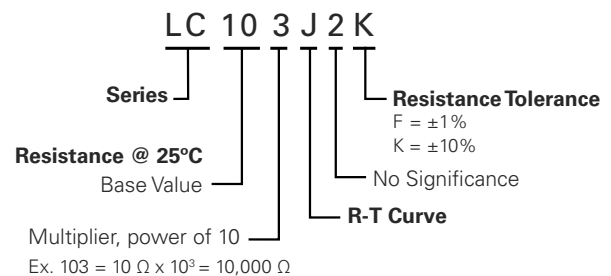 LC 10 3 J 2 K
Series
Resistance Tolerance
F = ±1%
K = ±10%
Resistance @ 25ºC
Base Value
No Significance
R-T Curve
Multiplier, power of 10
Ex. 103 = 10 Ω x 10³ = 10,000 Ω